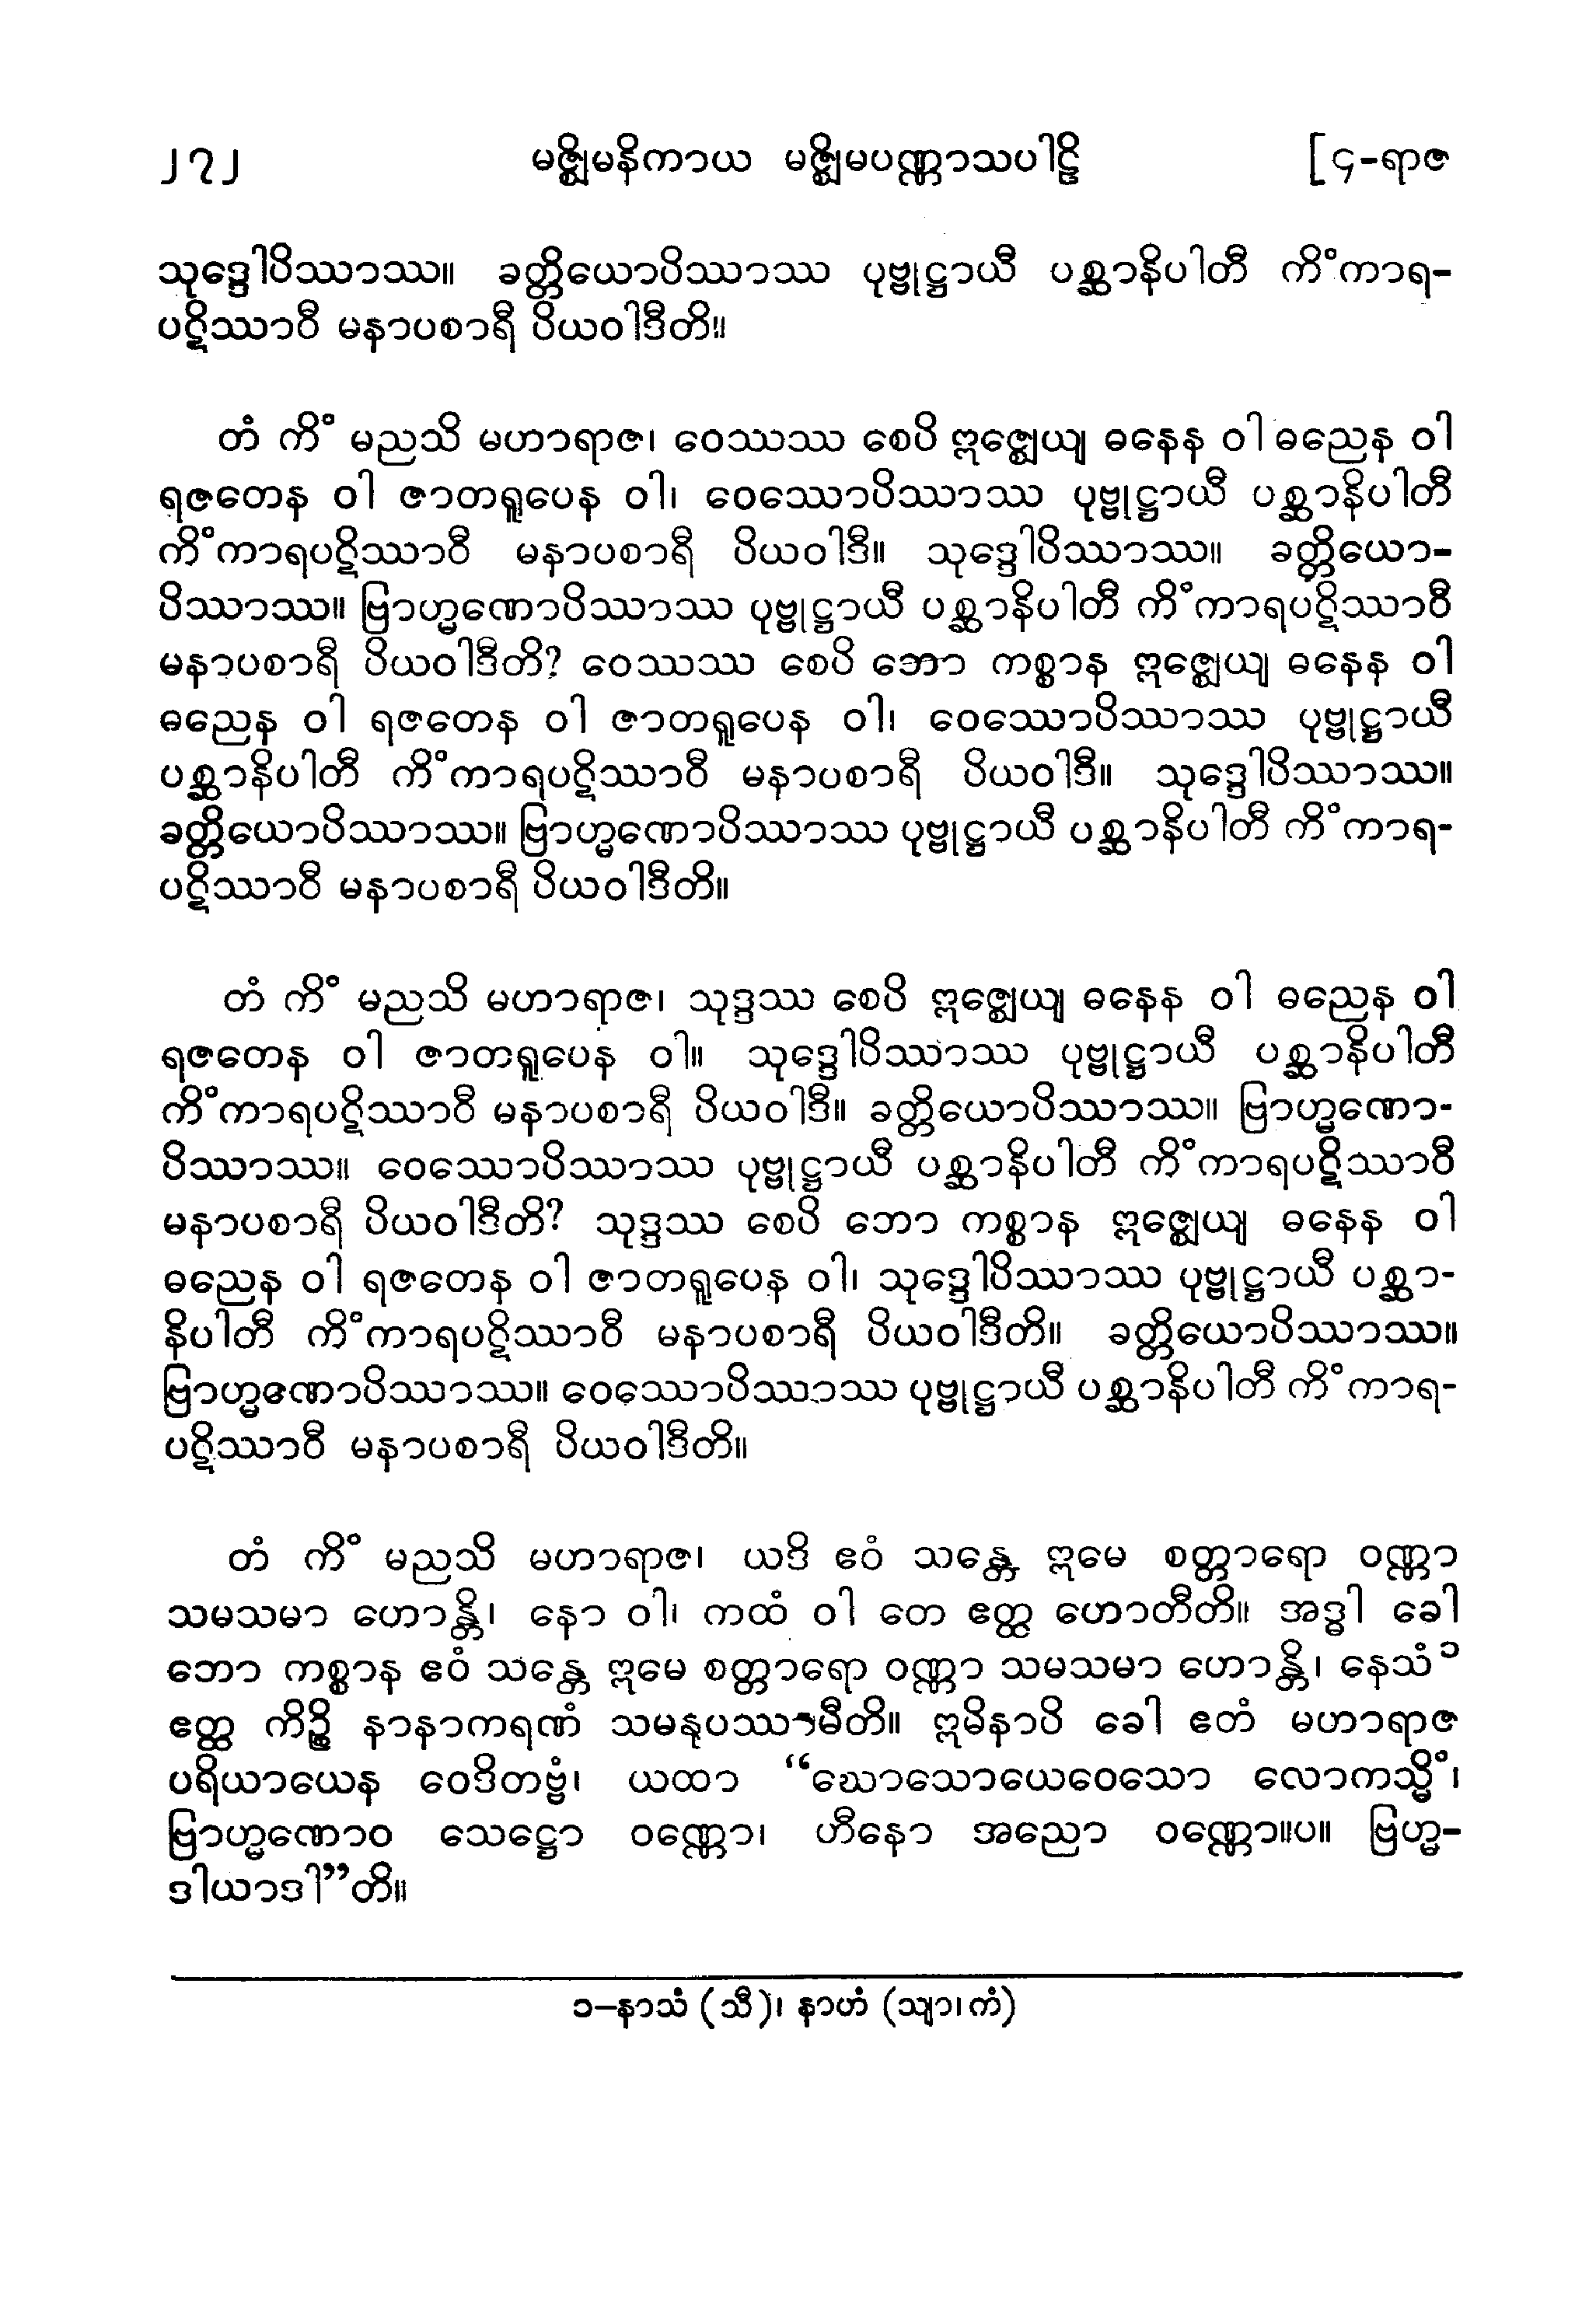 ၂၇၂ မဇ္ဈိမနိကာယ မဇ္ဈိမပဏ္ဏာသပါဠိ [၄-ရာဇ
သုဒ္ဒေါပိဿာဿ။ ခတ္တိယောပိဿာဿ ပုဗ္ဗုဋ္ဌာယီ ပစ္ဆာနိပါတီ ကိံကာရ-
ပဋိဿာဝီ မနာပစာရီ ပိယဝါဒီတိ။
တံ ကိံ မညသိ မဟာရာဇ၊ ဝေဿဿ စေပိ ဣဇ္ဈေယျ ဓနေန ဝါ ဓညေန ဝါ
ရဇတေန ဝါ ဇာတရူပေန ဝါ၊ ဝေဿောပိဿာဿ ပုဗ္ဗုဋ္ဌာယီ ပစ္ဆာနိပါတီ
ကိံကာရပဋိဿာဝီ မနာပစာရီ ပိယဝါဒီ။ သုဒ္ဒေါပိဿာဿ။ ခတ္တိယော-
ပိဿာဿ။ ဗြာဟ္မဏောပိဿာဿ ပုဗ္ဗုဋ္ဌာယီ ပစ္ဆာနိပါတီ ကိံကာရပဋိဿာဝီ
မနာပစာရီ ပိယဝါဒီတိ? ဝေဿဿ စေပိ ဘော ကစ္စာန ဣဇ္ဈေယျ ဓနေန ဝါ
ဓညေန ဝါ ရဇတေန ဝါ ဇာတရူပေန ဝါ၊ ဝေဿောပိဿာဿ ပုဗ္ဗုဋ္ဌာယီ
ပစ္ဆာနိပါတီ ကိံကာရပဋိဿာဝီ မနာပစာရီ ပိယဝါဒီ။ သုဒ္ဒေါပိဿာဿ။
ခတ္တိယောပိဿာဿ။ ဗြာဟ္မဏောပိဿာဿ ပုဗ္ဗုဋ္ဌာယီ ပစ္ဆာနိပါတီ ကိံကာရ-
ပဋိဿာဝီ မနာပစာရီ ပိယဝါဒီတိ။
တံ ကိံ မညသိ မဟာရာဇ၊ သုဒ္ဒဿ စေပိ ဣဇ္ဈေယျ ဓနေန ဝါ ဓညေန ဝါ
ရဇတေန ဝါ ဇာတရူပေန ဝါ။ သုဒ္ဒေါပိဿာဿ ပုဗ္ဗုဋ္ဌာယီ ပစ္ဆာနိပါတီ
ကိံကာရပဋိဿာဝီ မနာပစာရီ ပိယဝါဒီ။ ခတ္တိယောပိဿာဿ။ ဗြာဟ္မဏော-
ပိဿာဿ။ ဝေဿောပိဿာဿ ပုဗ္ဗုဋ္ဌာယီ ပစ္ဆာနိပါတီ ကိံကာရပဋိဿာဝီ
မနာပစာရီ ပိယဝါဒီတိ? သုဒ္ဒဿ စေပိ ဘော ကစ္စာန ဣဇ္ဈေယျ ဓနေန ဝါ
ဓညေန ဝါ ရဇတေန ဝါ ဇာတရူပေန ဝါ၊ သုဒ္ဒေါပိဿာဿ ပုဗ္ဗုဋ္ဌာယီ ပစ္ဆာ-
နိပါတီ ကိံကာရပဋိဿာဝီ မနာပစာရီ ပိယဝါဒီတိ။ ခတ္တိယောပိဿာဿ။
ဗြာဟ္မဏောပိဿာဿ။ ဝေဿောပိဿာဿ ပုဗ္ဗုဋ္ဌာယီ ပစ္ဆာနိပါတီ ကိံကာရ-
ပဋိဿာဝီ မနာပစာရီ ပိယဝါဒီတိ။
တံ ကိံ မညသိ မဟာရာဇ၊ ယဒိ ဧဝံ သန္တေ ဣမေ စတ္တာရော ဝဏ္ဏာ
သမသမာ ဟောန္တိ၊ နော ဝါ၊ ကထံ ဝါ တေ ဧတ္ထ ဟောတီတိ။ အဒ္ဓါ ခေါ
ဘော ကစ္စာန ဧဝံ သန္တေ ဣမေ စတ္တာရော ဝဏ္ဏာ သမသမာ ဟောန္တိ၊ နေသံ ၁
ဧတ္ထ ကိဉ္စိ နာနာကရဏံ သမနုပဿာမီတိ။ ဣမိနာပိ ခေါ ဧတံ မဟာရာဇ
ပရိယာယေန ဝေဒိတဗ္ဗံ၊ ယထာ “ဃောသောယေဝေသော လောကသ္မိံ၊
ဗြာဟ္မဏောဝ သေဋ္ဌော ဝဏ္ဏော၊ ဟီနော အညော ဝဏ္ဏော။ပ။ ဗြဟ္မ-
ဒါယာဒါ”တိ။
၁-နာသံ (သီ)၊ နာဟံ (သျာ၊ကံ)